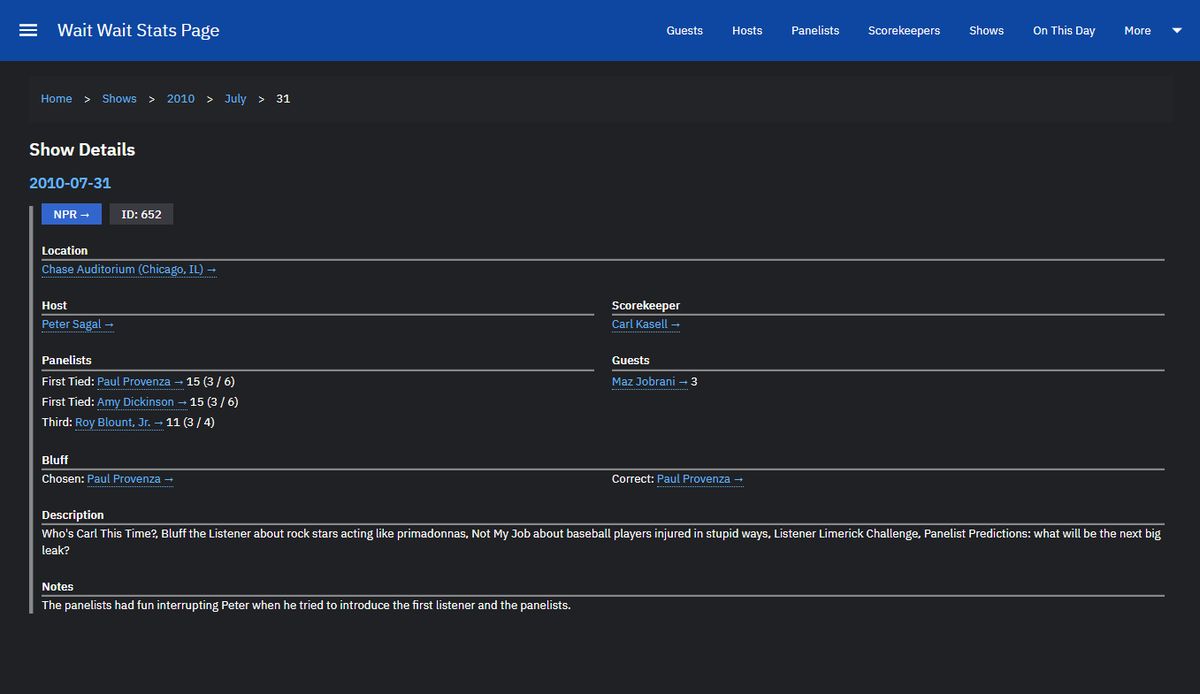 Wait Wait Stats Page
Guests Hosts Panelists Scorekeepers Shows On This Day More
Home > Shows > 2010 > July > 31
Show Details
2010-07-31
NPR → ID: 652
Location
Chase Auditorium (Chicago, IL) →
Host
Peter Sagal →
Scorekeeper
Carl Kasell →
Panelists
First Tied: Paul Provenza → 15 (3 / 6)
First Tied: Amy Dickinson → 15 (3 / 6)
Third: Roy Blount, Jr. → 11 (3 / 4)
Guests
Maz Jobrani → 3
Bluff
Chosen: Paul Provenza →
Correct: Paul Provenza →
Description
Who's Carl This Time?, Bluff the Listener about rock stars acting like primadonnas, Not My Job about baseball players injured in stupid ways, Listener Limerick Challenge, Panelist Predictions: what will be the next big
leak?
Notes
The panelists had fun interrupting Peter when he tried to introduce the first listener and the panelists.